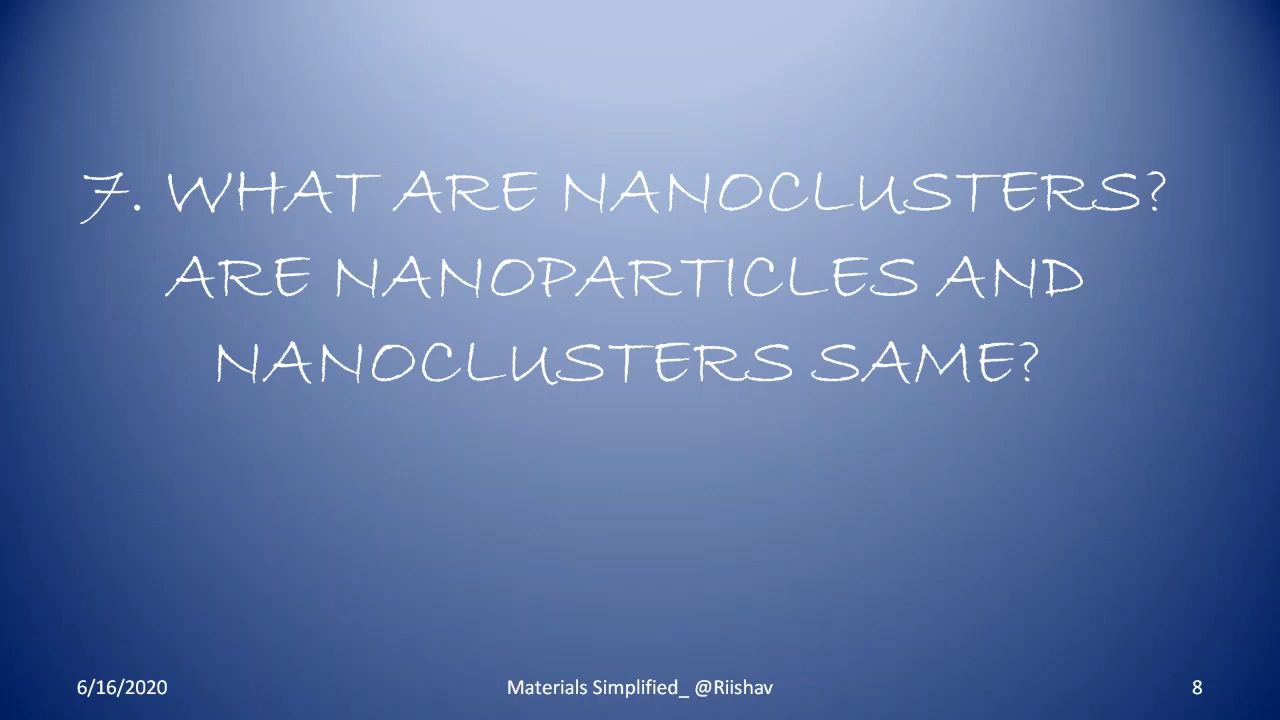 7. WHAT ARE NANOCLUSTERS?
ARE NANOPARTICLES AND
NANOCLUSTERS SAME?
6/16/2020
Materials Simplified_ @Riishav
8